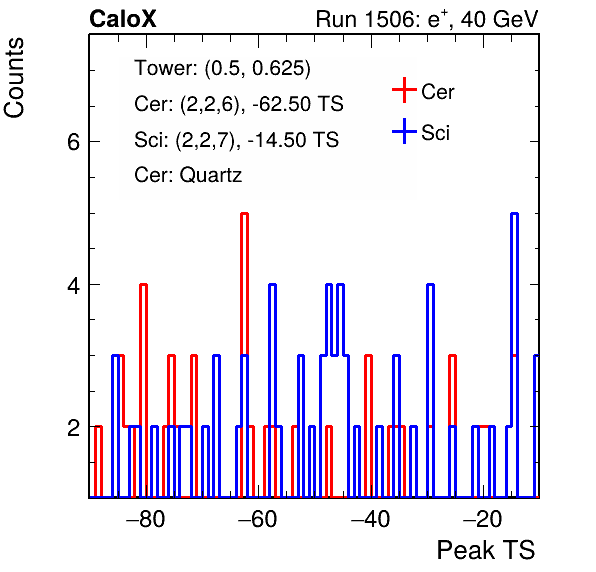 CaloX Run 1506: e⁺, 40 GeV
Counts
Tower: (0.5, 0.625)
Cer: (2,2,6), -62.50 TS
Sci: (2,2,7), -14.50 TS
Cer: Quartz
Cer
Sci
6
4
2
−80 −60 −40 −20
Peak TS